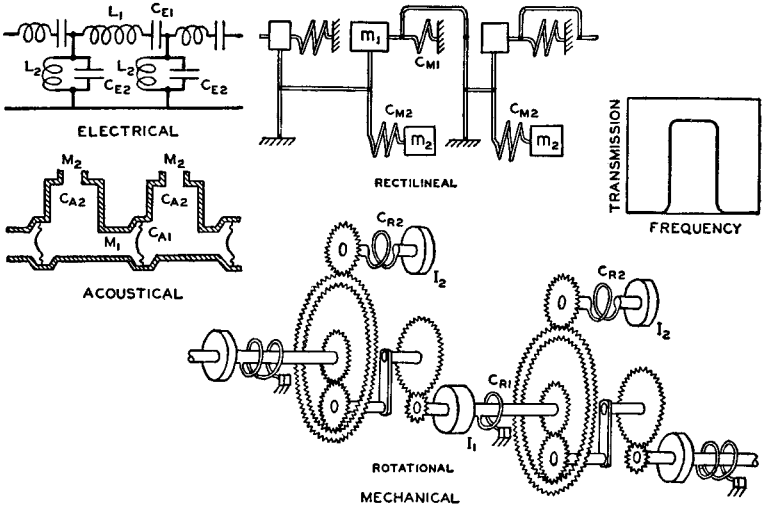 L1
CE1
L2
CE2
L2
CE2
ELECTRICAL
m1
CM1
CM2
m2
CM2
m2
RECTILINEAL
TRANSMISSION
FREQUENCY
M2
M2
CA2
CA2
M1
CA1
ACOUSTICAL
CR2
I2
CR2
I2
CR1
I1
ROTATIONAL
MECHANICAL